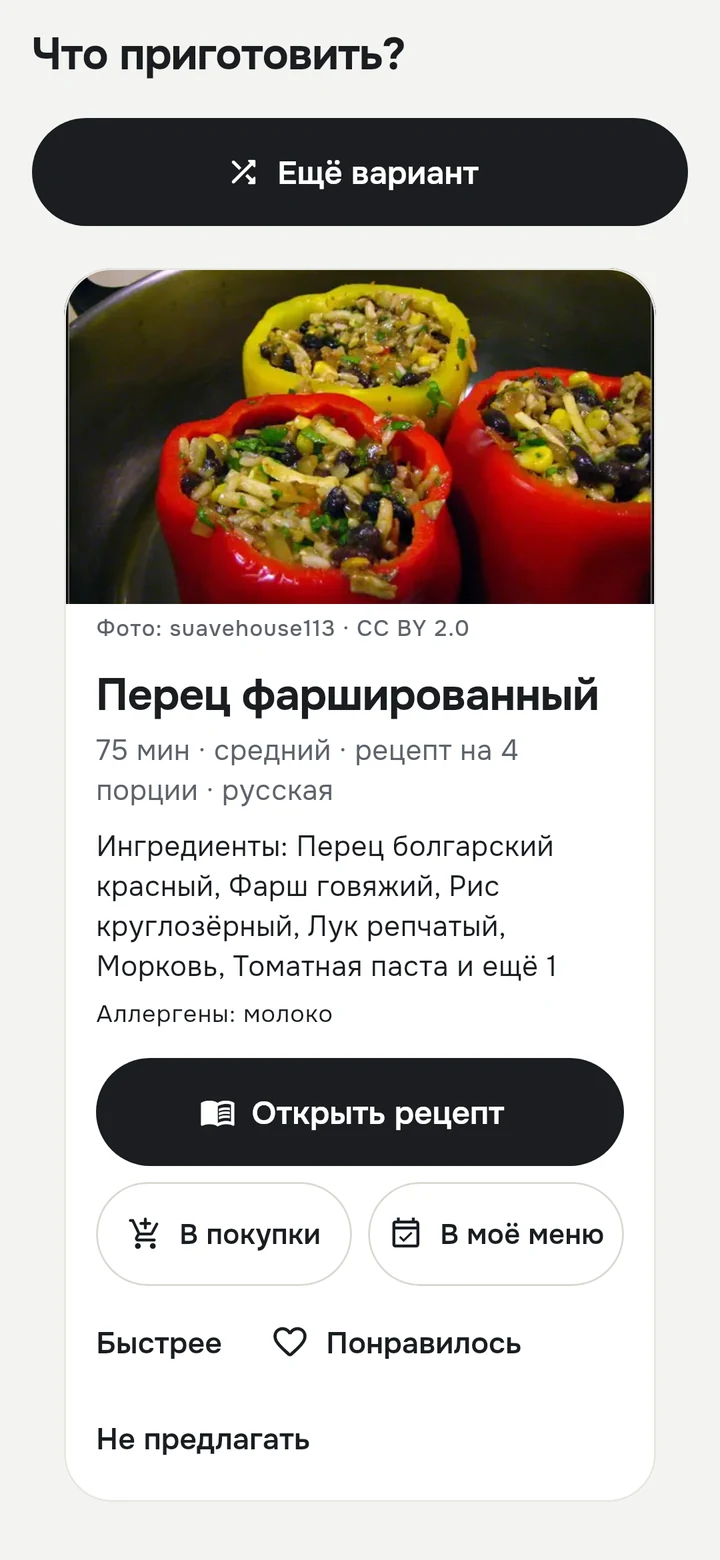 Что приготовить?
Ещё вариант
Фото: suavehouse113 · CC BY 2.0
Перец фаршированный
75 мин · средний · рецепт на 4
порции · русская
Ингредиенты: Перец болгарский
красный, Фарш говяжий, Рис
круглозёрный, Лук репчатый,
Морковь, Томатная паста и ещё 1
Аллергены: молоко
Открыть рецепт
В покупки
В моё меню
Быстрее
Понравилось
Не предлагать